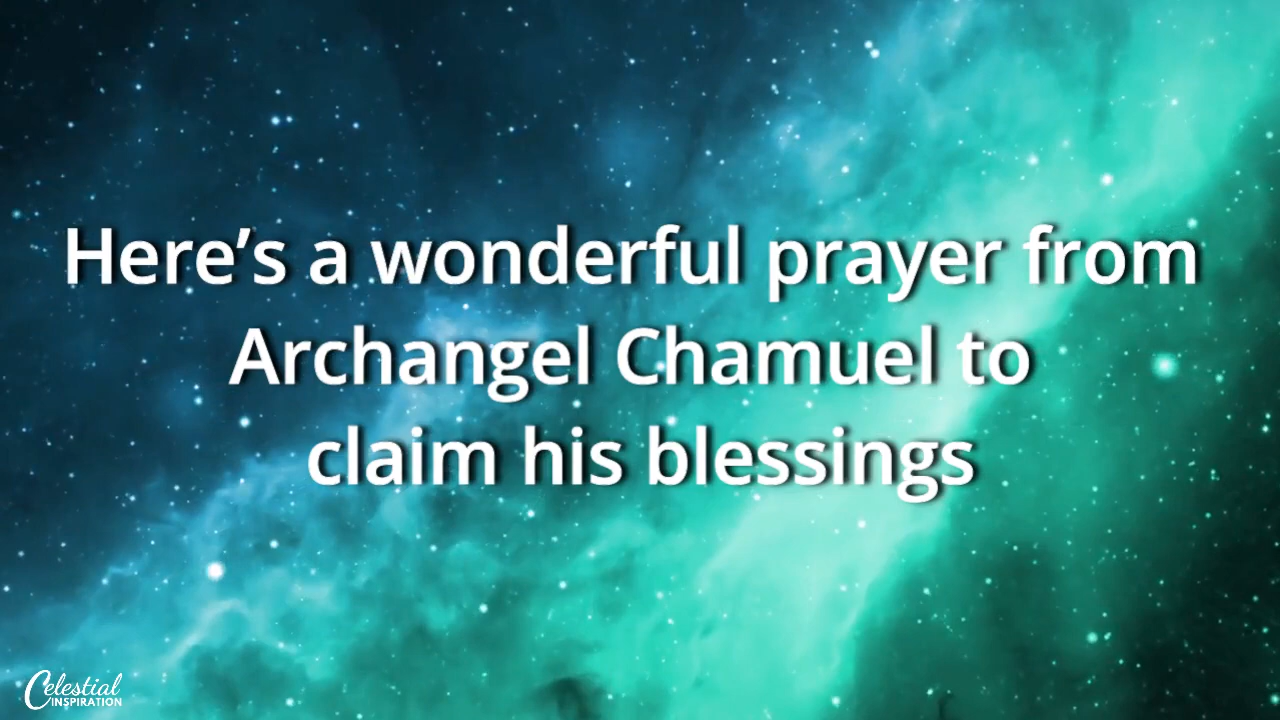 Here’s a wonderful prayer from
Archangel Chamuel to
claim his blessings
Celestial
INSPIRATION